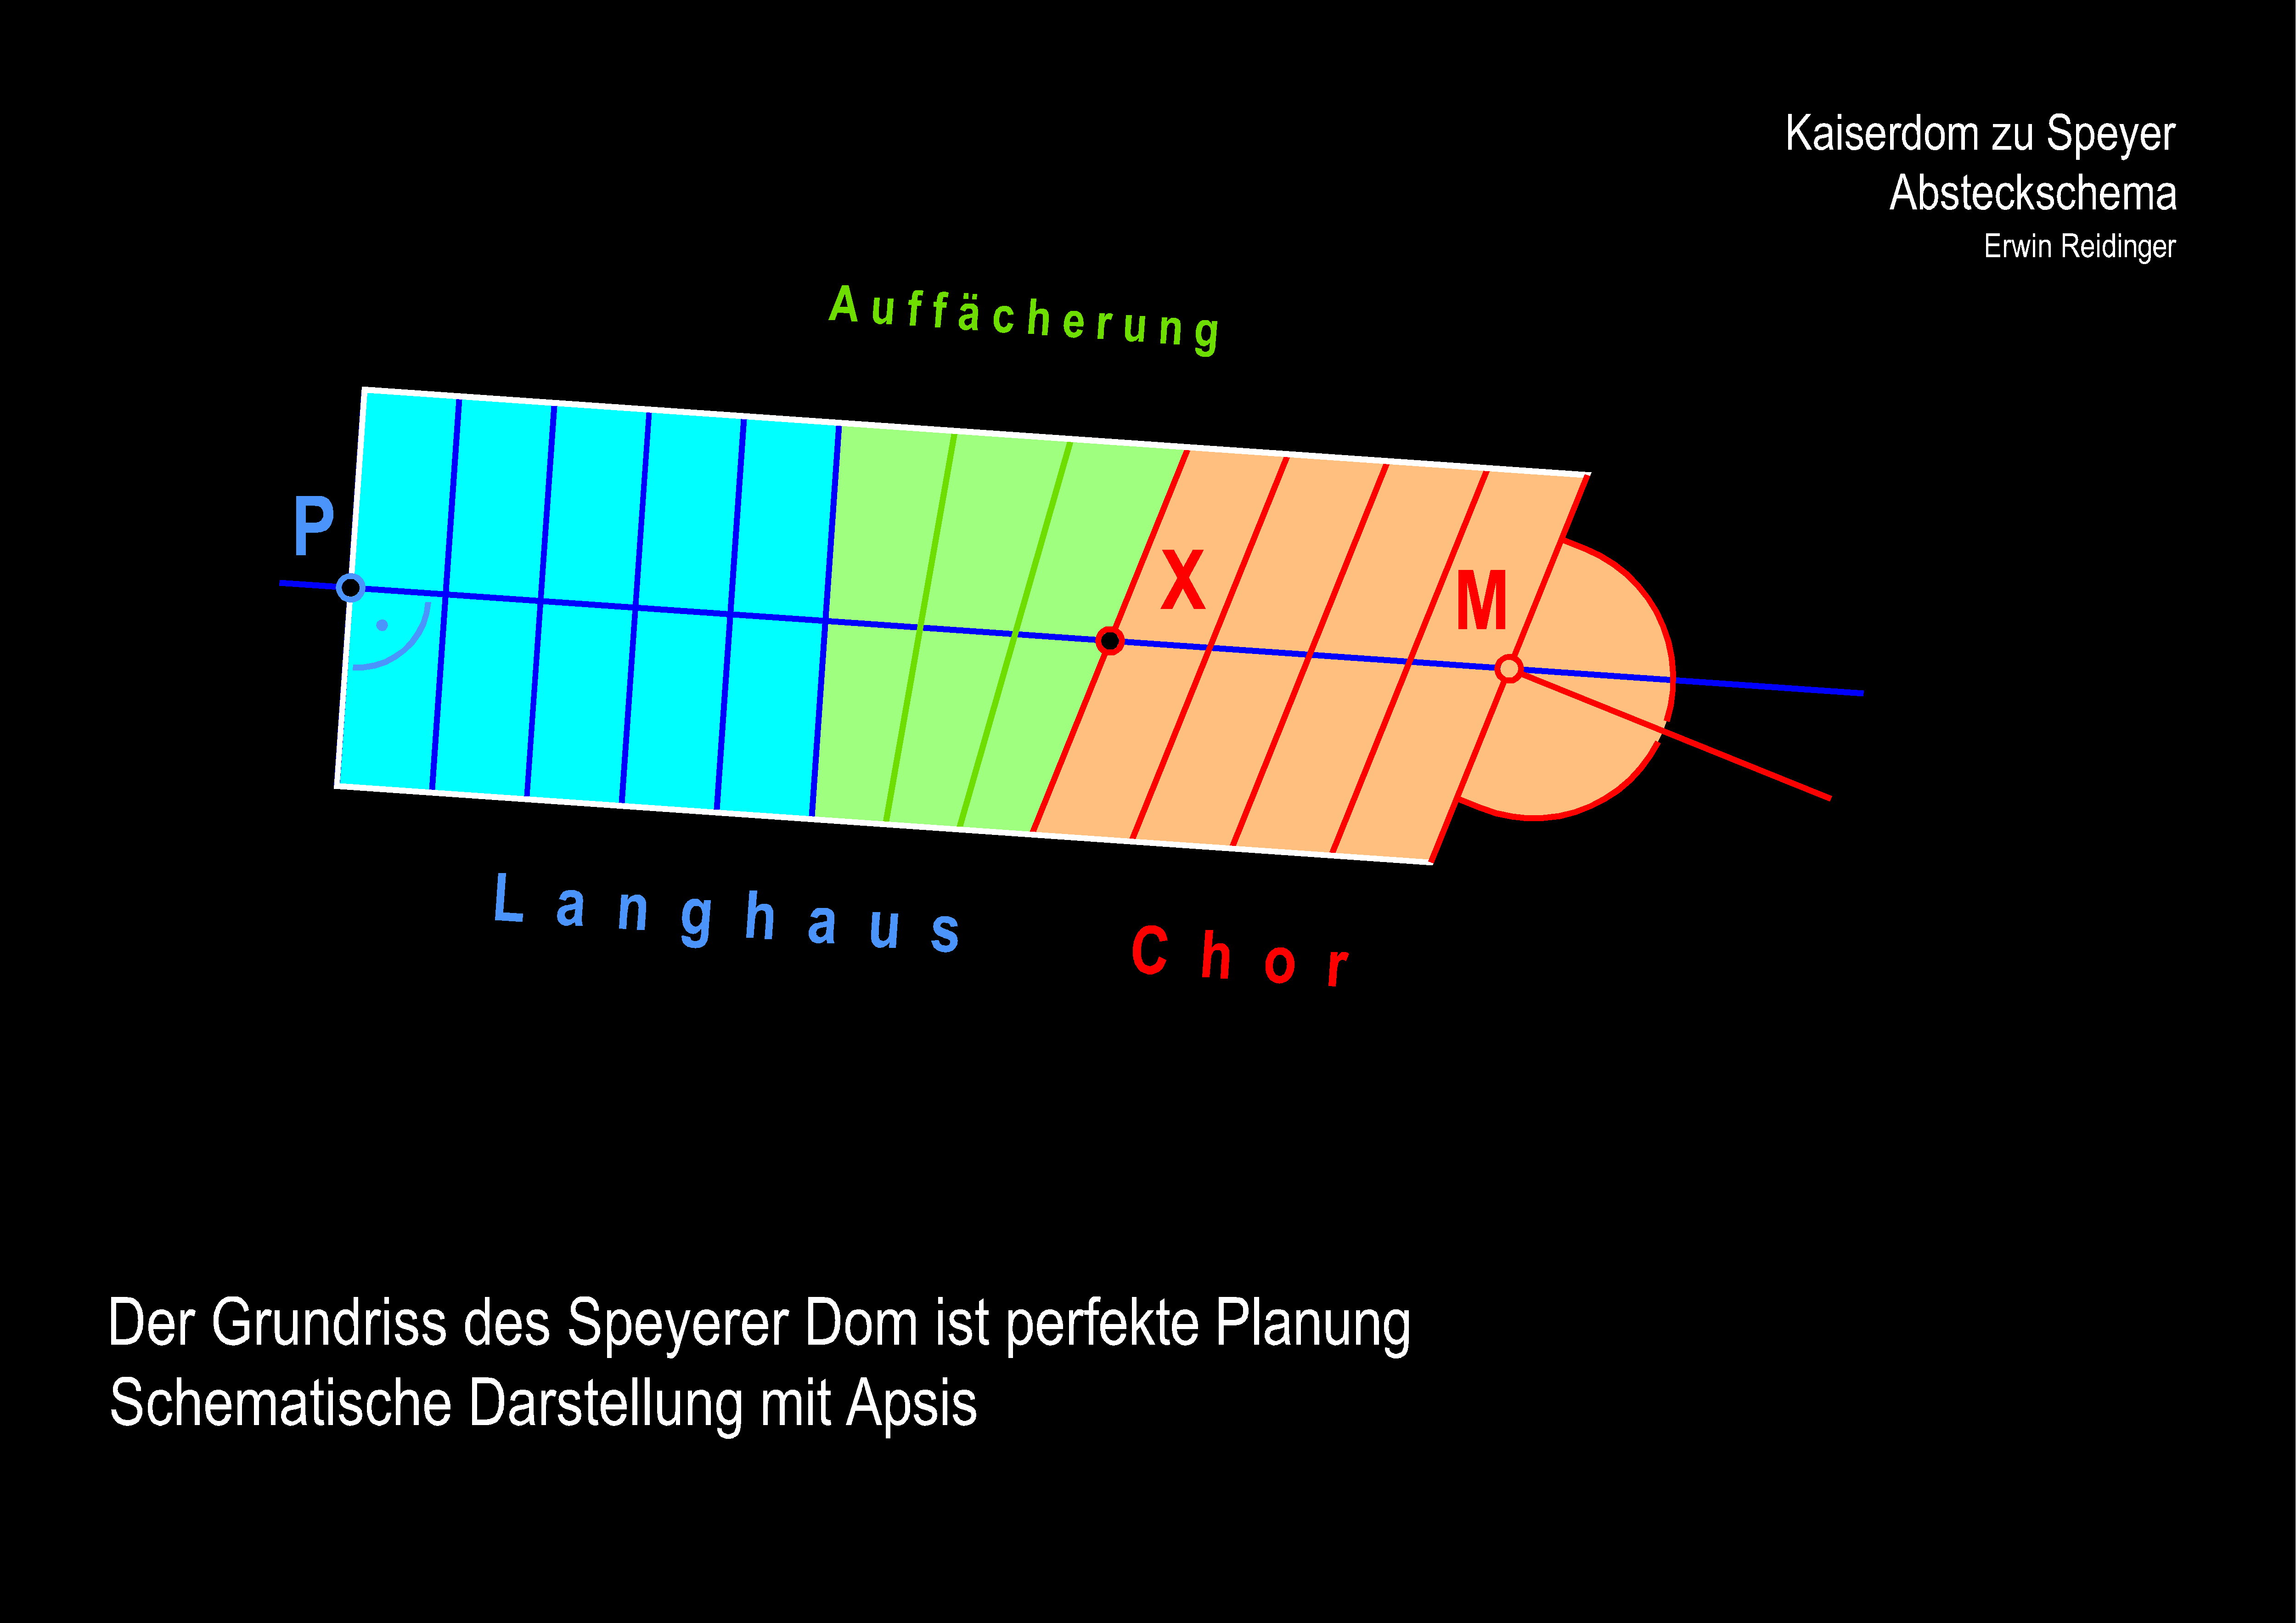 Kaiserdom zu Speyer
Absteckschema
Erwin Reidinger
Auffächerung
P
X
M
Langhaus
Chor
Der Grundriss des Speyerer Dom ist perfekte Planung
Schematische Darstellung mit Apsis